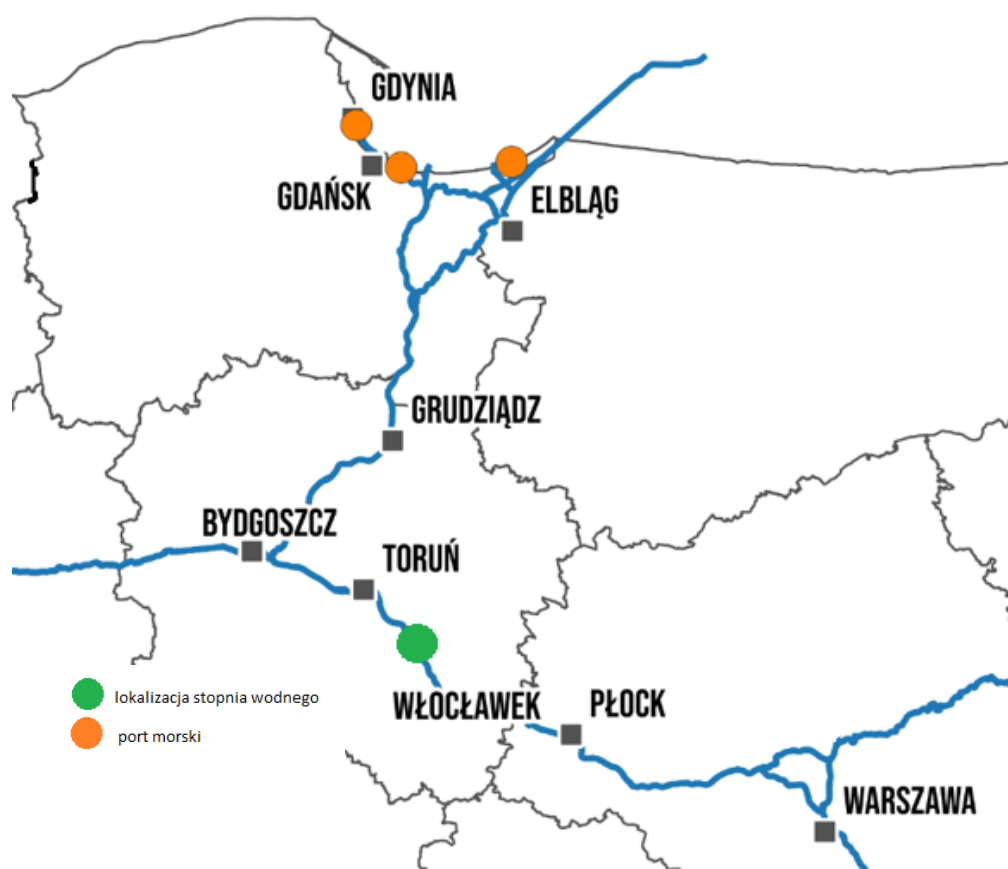 GDYNIA
GDAŃSK
ELBLĄG
GRUDZIĄDZ
BYDGOSZCZ
TORUŃ
WŁOCŁAWEK
PŁOCK
WARSZAWA
lokalizacja stopnia wodnego
port morski